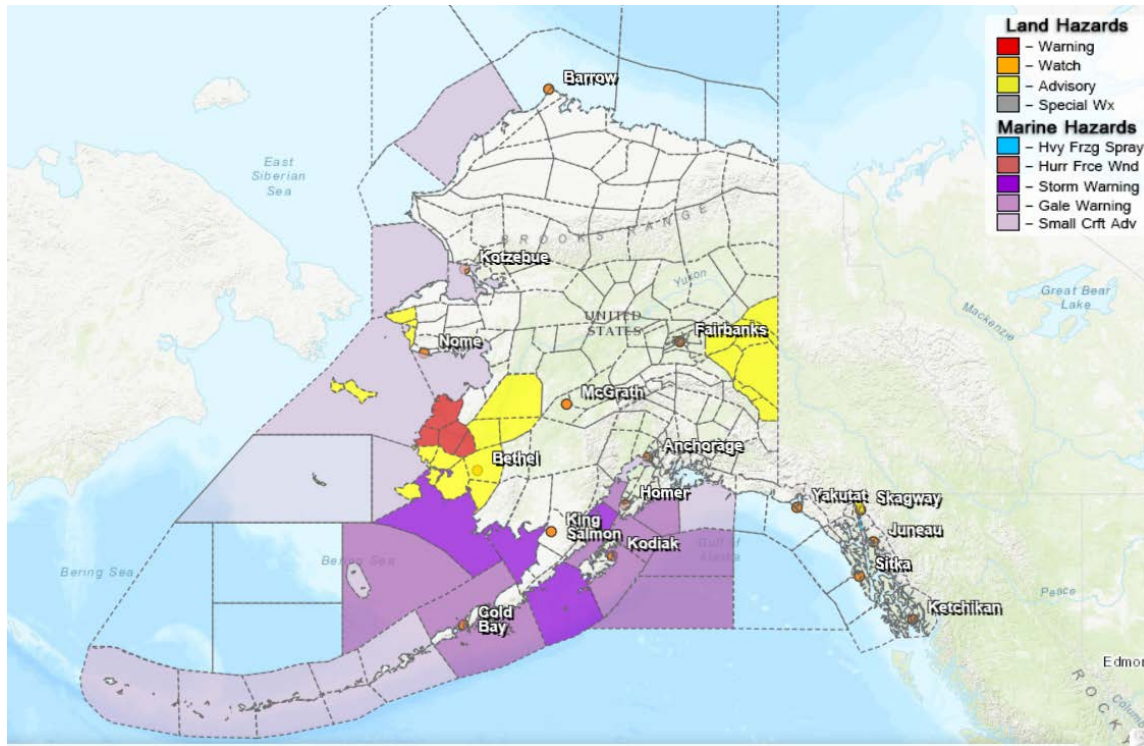 Land Hazards
– Warning
– Watch
– Advisory
– Special Wx
Marine Hazards
– Hvy Frzg Spray
– Hurr Frce Wnd
– Storm Warning
– Gale Warning
– Small Crft Adv
Barrow
East
Siberian
Sea
BROOKS RANGE
Kotzebue
Yukon
Great Bear
Lake
Mackenzie
UNITED
STATES
Fairbanks
Nome
McGrath
Anchorage
Bethel
Homer
Yakutat
Skagway
King
Salmon
Kodiak
Gulf of
Alaska
Juneau
Sitka
Bering Sea
Bering Sea
Peace
Gold
Bay
Ketchikan
Edmo
ROCKY
Columbia